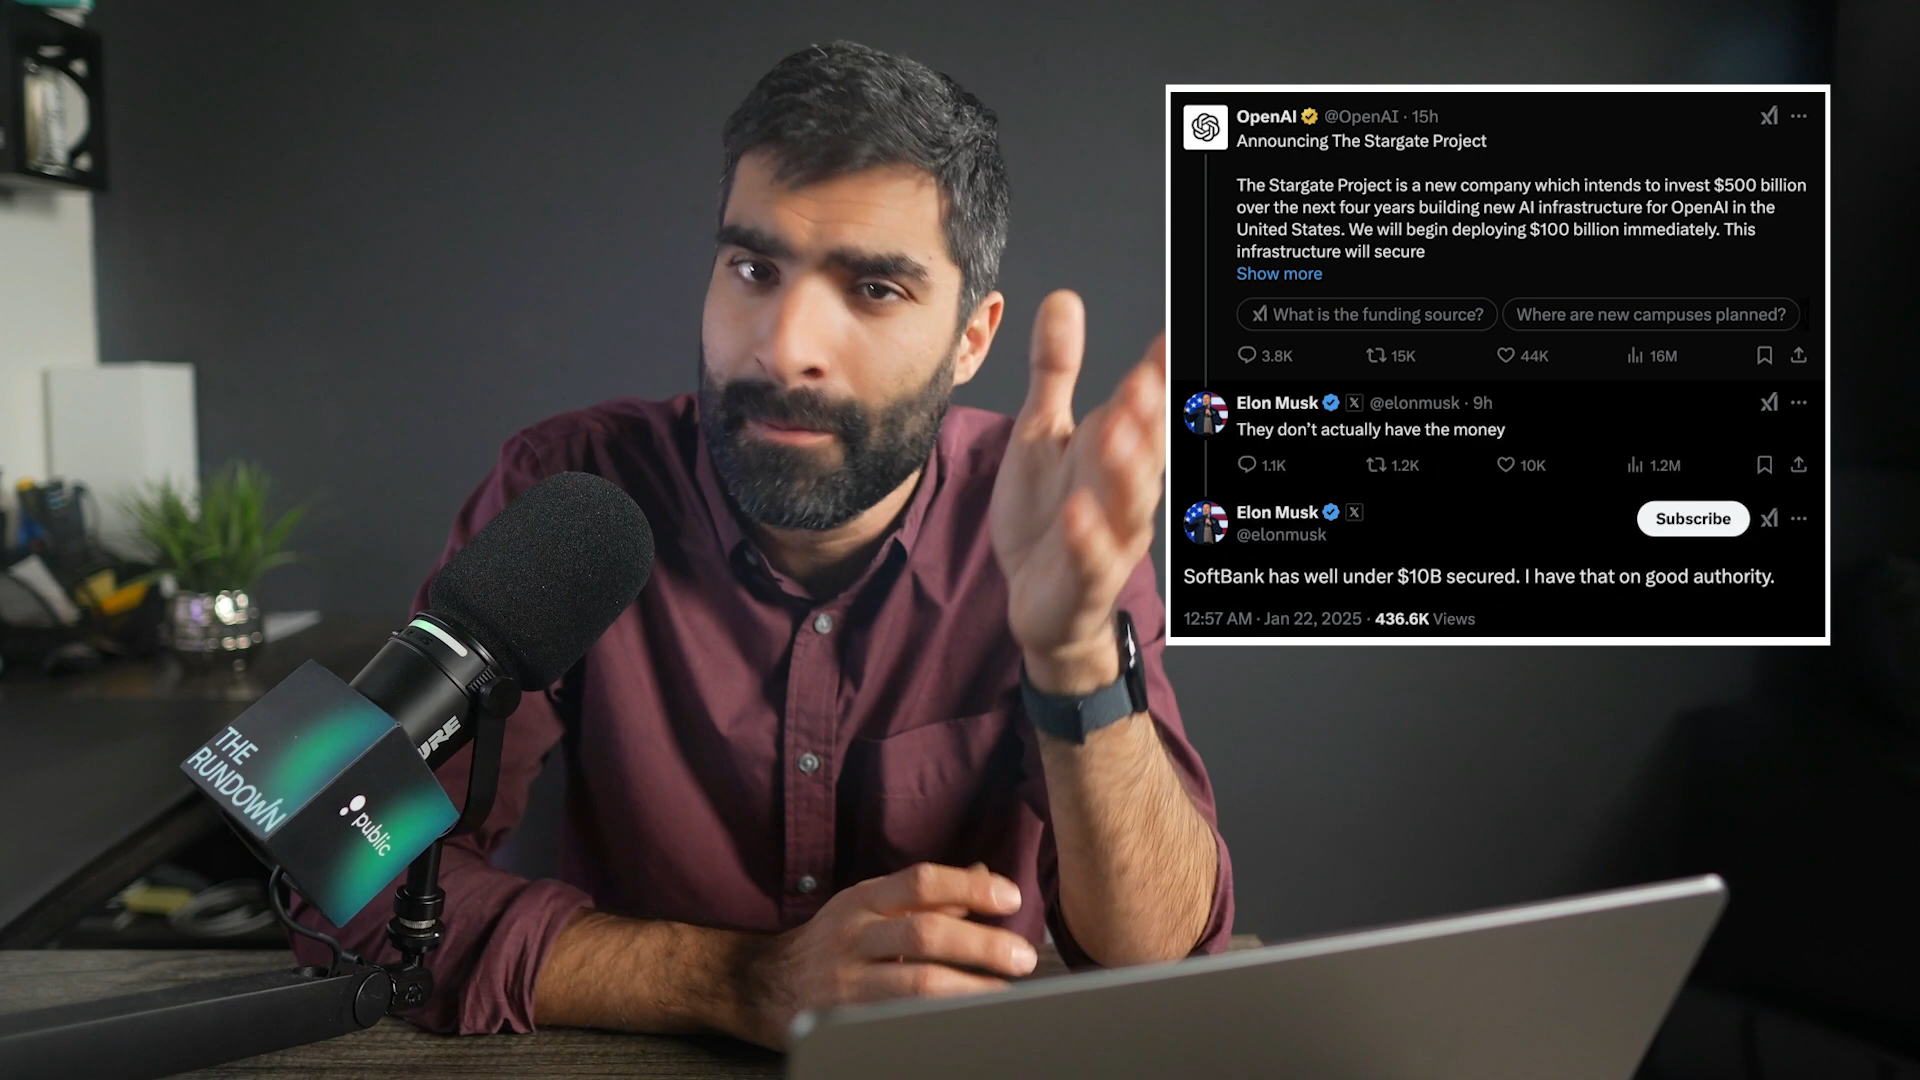 OpenAI @OpenAI · 15h
Announcing The Stargate Project
The Stargate Project is a new company which intends to invest $500 billion
over the next four years building new AI infrastructure for OpenAI in the
United States. We will begin deploying $100 billion immediately. This
infrastructure will secure
Show more
What is the funding source? Where are new campuses planned?
3.8K 15K 44K 16M
Elon Musk @elonmusk · 9h
They don’t actually have the money
1.1K 1.2K 10K 1.2M
Elon Musk
@elonmusk
Subscribe
SoftBank has well under $10B secured. I have that on good authority.
12:57 AM · Jan 22, 2025 · 436.6K Views
THE
RUNDOWN
public